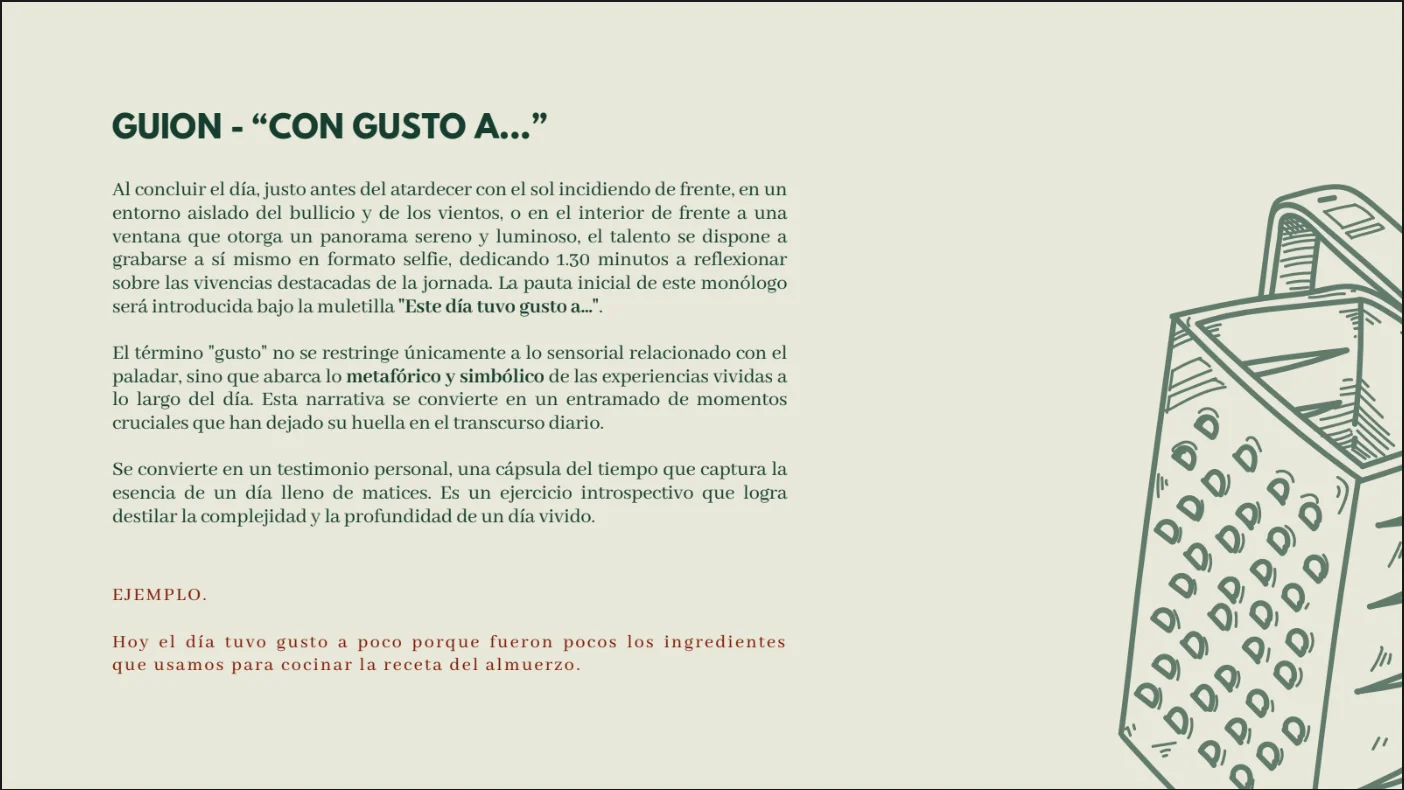 GUION - “CON GUSTO A...”
Al concluir el día, justo antes del atardecer con el sol incidiendo de frente, en un
entorno aislado del bullicio y de los vientos, o en el interior de frente a una
ventana que otorga un panorama sereno y luminoso, el talento se dispone a
grabarse a sí mismo en formato selfie, dedicando 1.30 minutos a reflexionar
sobre las vivencias destacadas de la jornada. La pauta inicial de este monólogo
será introducida bajo la muletilla "Este día tuvo gusto a...".
El término "gusto" no se restringe únicamente a lo sensorial relacionado con el
paladar, sino que abarca lo metafórico y simbólico de las experiencias vividas a
lo largo del día. Esta narrativa se convierte en un entramado de momentos
cruciales que han dejado su huella en el transcurso diario.
Se convierte en un testimonio personal, una cápsula del tiempo que captura la
esencia de un día lleno de matices. Es un ejercicio introspectivo que logra
destilar la complejidad y la profundidad de un día vivido.
EJEMPLO.
Hoy el día tuvo gusto a poco porque fueron pocos los ingredientes
que usamos para cocinar la receta del almuerzo.